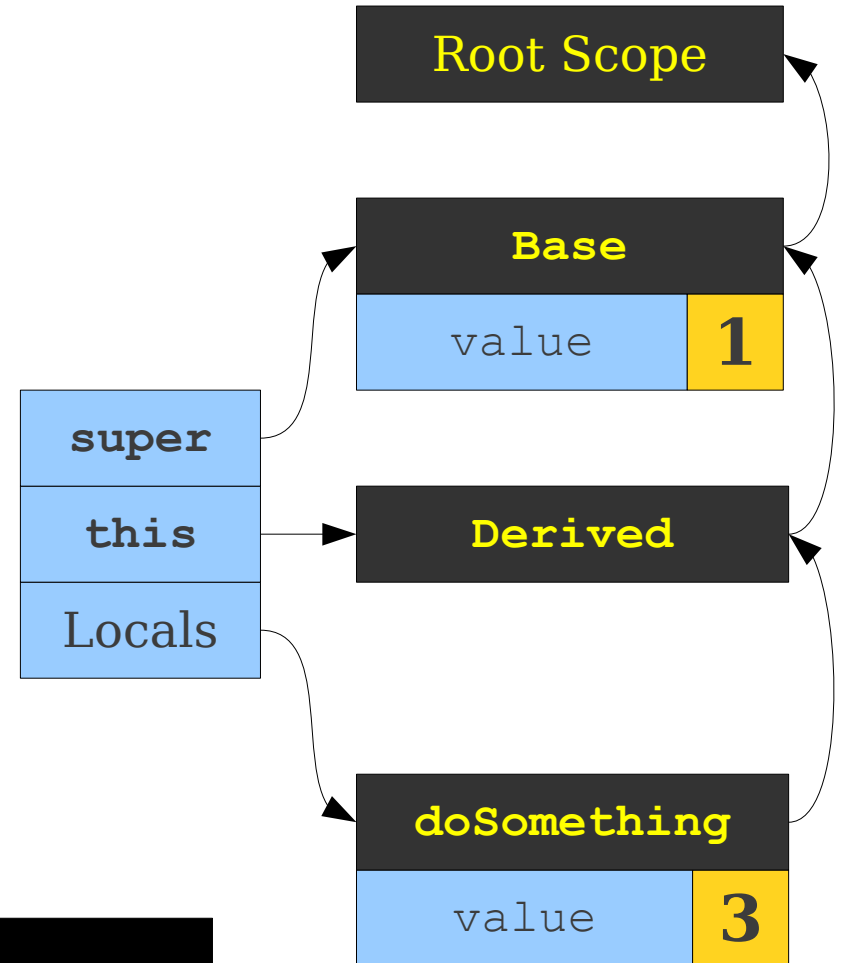 Root Scope
Base
value 1
super
this
Derived
Locals
doSomething
value 3